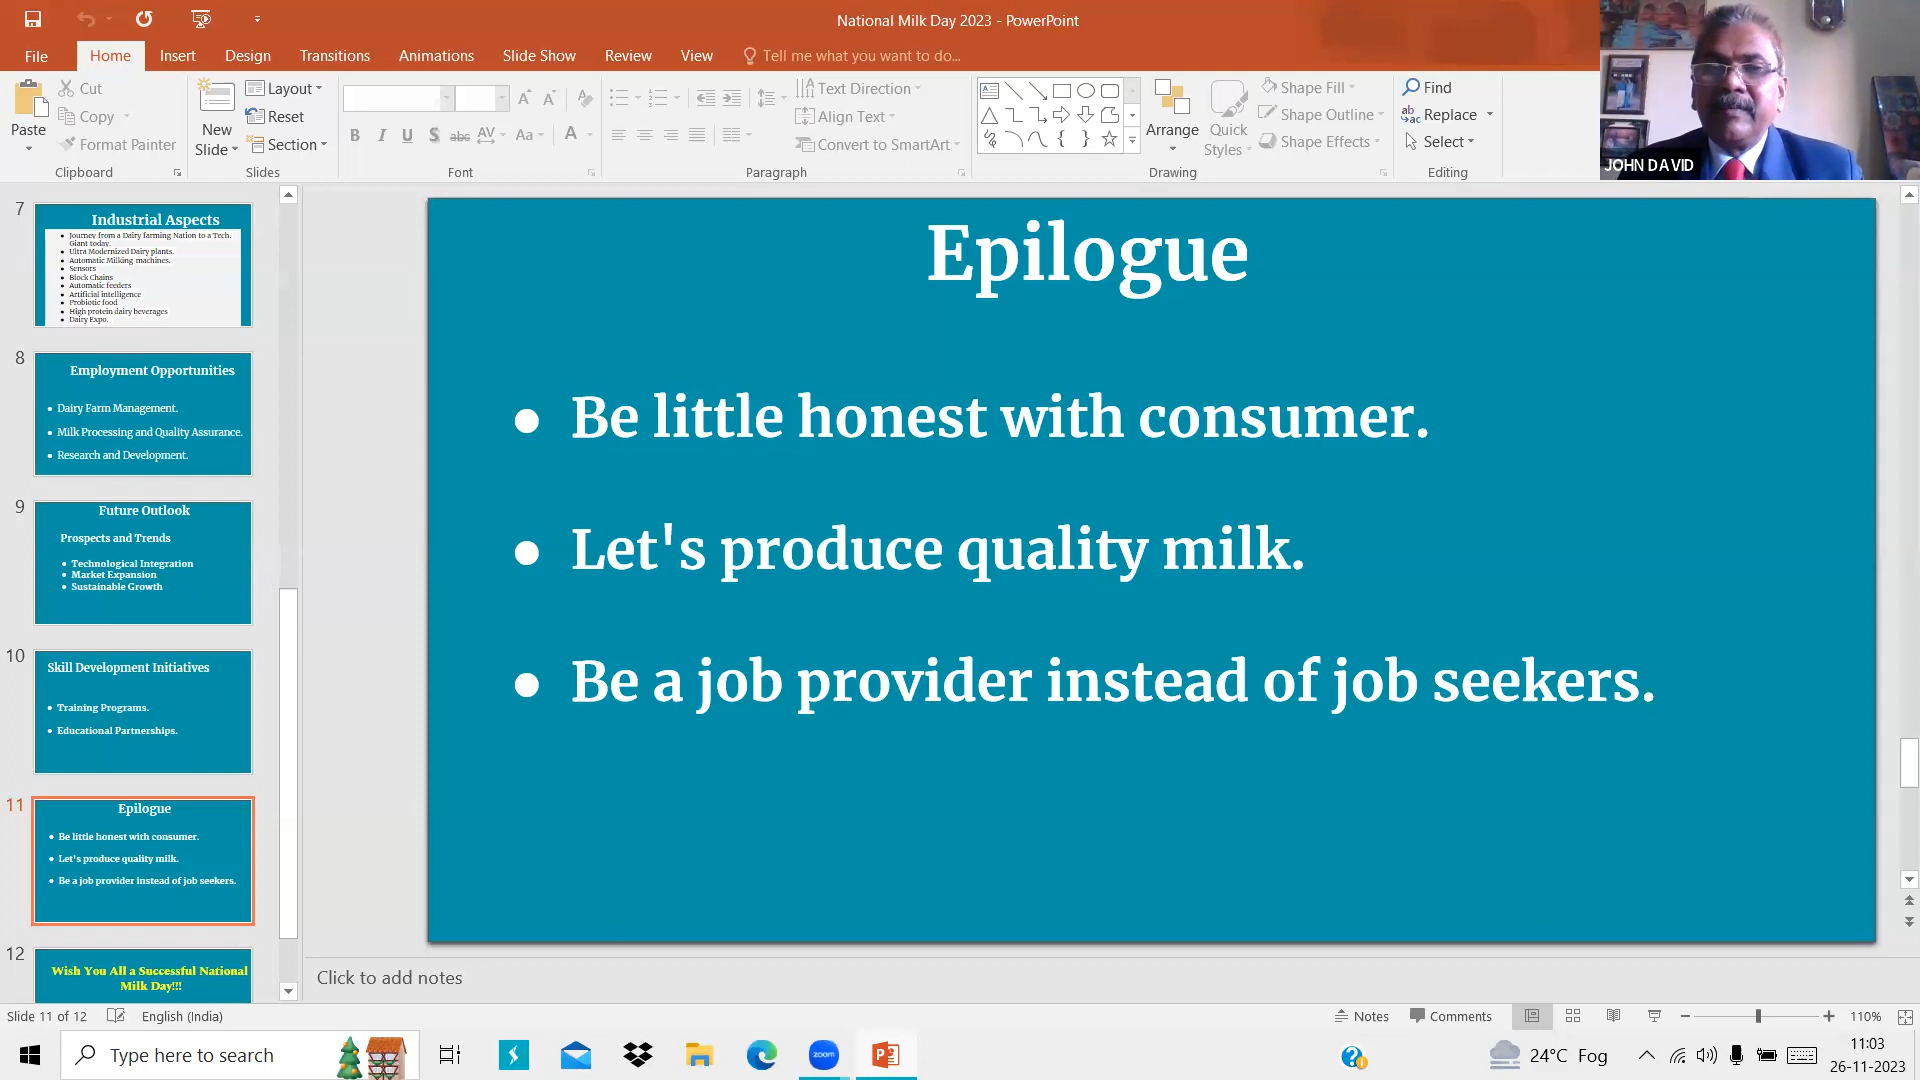 National Milk Day 2023 - PowerPoint
File
Home
Insert
Design
Transitions
Animations
Slide Show
Review
View
Tell me what you want to do...
Paste
Cut
Copy
Format Painter
Clipboard
New
Slide
Layout
Reset
Section
Slides
B I U S abc AV Aa A
Font
Text Direction
Align Text
Convert to SmartArt
Paragraph
Arrange
Quick
Styles
Shape Fill
Shape Outline
Shape Effects
Drawing
Find
Replace
Select
Editing
JOHN DAVID
7
Industrial Aspects
• Journey from a Dairy farming Nation to a Tech.
Giant today.
• Ultra Modernized Dairy plants.
• Automatic Milking machines.
• Sensors
• Block Chains
• Automatic feeders
• Artificial intelligence
• Probiotic food
• High protein dairy beverages
• Dairy Expo.
8
Employment Opportunities
• Dairy Farm Management.
• Milk Processing and Quality Assurance.
• Research and Development.
9
Future Outlook
Prospects and Trends
• Technological Integration
• Market Expansion
• Sustainable Growth
10
Skill Development Initiatives
• Training Programs.
• Educational Partnerships.
11
Epilogue
• Be little honest with consumer.
• Let's produce quality milk.
• Be a job provider instead of job seekers.
12
Wish You All a Successful National
Milk Day!!!
Epilogue
• Be little honest with consumer.
• Let's produce quality milk.
• Be a job provider instead of job seekers.
Click to add notes
Slide 11 of 12
English (India)
Notes
Comments
110%
Type here to search
zoom
24°C Fog
11:03
26-11-2023